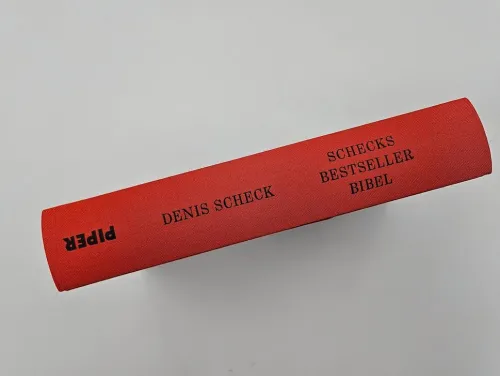 PIPER
DENIS SCHECK
SCHECKS
BESTSELLER
BIBEL